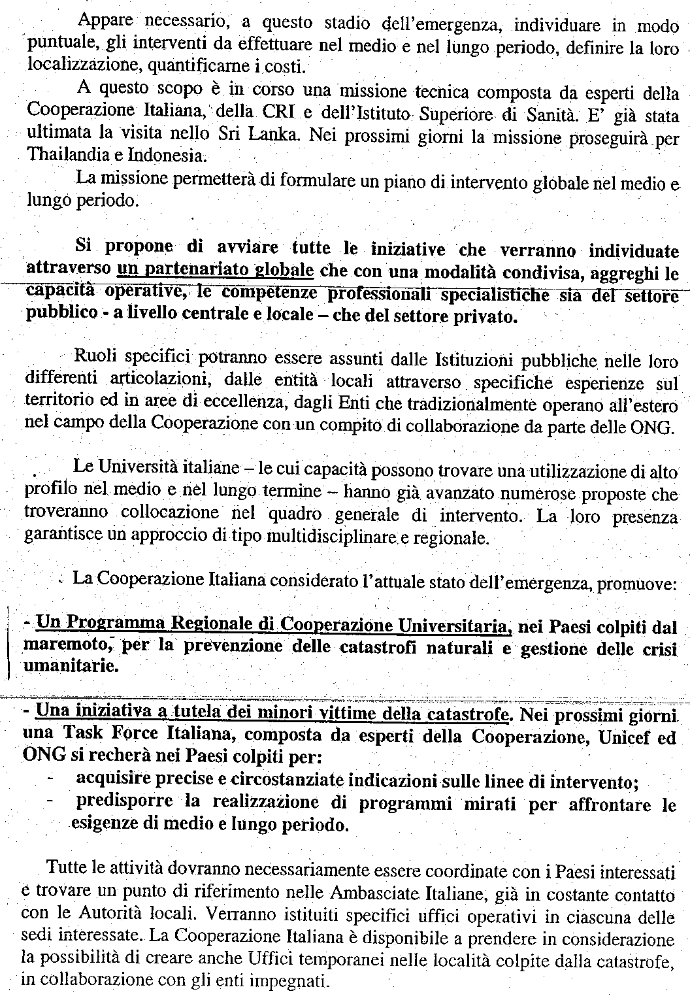 Appare necessario, a questo stadio dell'emergenza, individuare in modo
puntuale, gli interventi da effettuare nel medio e nel lungo periodo, definire la loro
localizzazione, quantificarne i costi.
A questo scopo è in corso una missione tecnica composta da esperti della
Cooperazione Italiana, della CRI e dell'Istituto Superiore di Sanità. E' già stata
ultimata la visita nello Sri Lanka. Nei prossimi giorni la missione proseguirà per
Thailandia e Indonesia.
La missione permetterà di formulare un piano di intervento globale nel medio e
lungo periodo.
Si propone di avviare tutte le iniziative che verranno individuate
attraverso un partenariato globale che con una modalità condivisa, aggreghi le
capacità operative, le competenze professionali specialistiche sia del settore
pubblico - a livello centrale e locale – che del settore privato.
Ruoli specifici potranno essere assunti dalle Istituzioni pubbliche nelle loro
differenti articolazioni, dalle entità locali attraverso specifiche esperienze sul
territorio ed in aree di eccellenza, dagli Enti che tradizionalmente operano all'estero
nel campo della Cooperazione con un compito di collaborazione da parte delle ONG.
Le Università italiane – le cui capacità possono trovare una utilizzazione di alto
profilo nel medio e nel lungo termine – hanno già avanzato numerose proposte che
troveranno collocazione nel quadro generale di intervento. La loro presenza
garantisce un approccio di tipo multidisciplinare e regionale.
La Cooperazione Italiana considerato l'attuale stato dell'emergenza, promuove:
- Un Programma Regionale di Cooperazione Universitaria, nei Paesi colpiti dal
maremoto, per la prevenzione delle catastrofi naturali e gestione delle crisi
umanitarie.
- Una iniziativa a tutela dei minori vittime della catastrofe. Nei prossimi giorni
una Task Force Italiana, composta da esperti della Cooperazione, Unicef ed
ONG si recherà nei Paesi colpiti per:
- acquisire precise e circostanziate indicazioni sulle linee di intervento;
- predisporre la realizzazione di programmi mirati per affrontare le
esigenze di medio e lungo periodo.
Tutte le attività dovranno necessariamente essere coordinate con i Paesi interessati
e trovare un punto di riferimento nelle Ambasciate Italiane, già in costante contatto
con le Autorità locali. Verranno istituiti specifici uffici operativi in ciascuna delle
sedi interessate. La Cooperazione Italiana è disponibile a prendere in considerazione
la possibilità di creare anche Uffici temporanei nelle località colpite dalla catastrofe,
in collaborazione con gli enti impegnati.